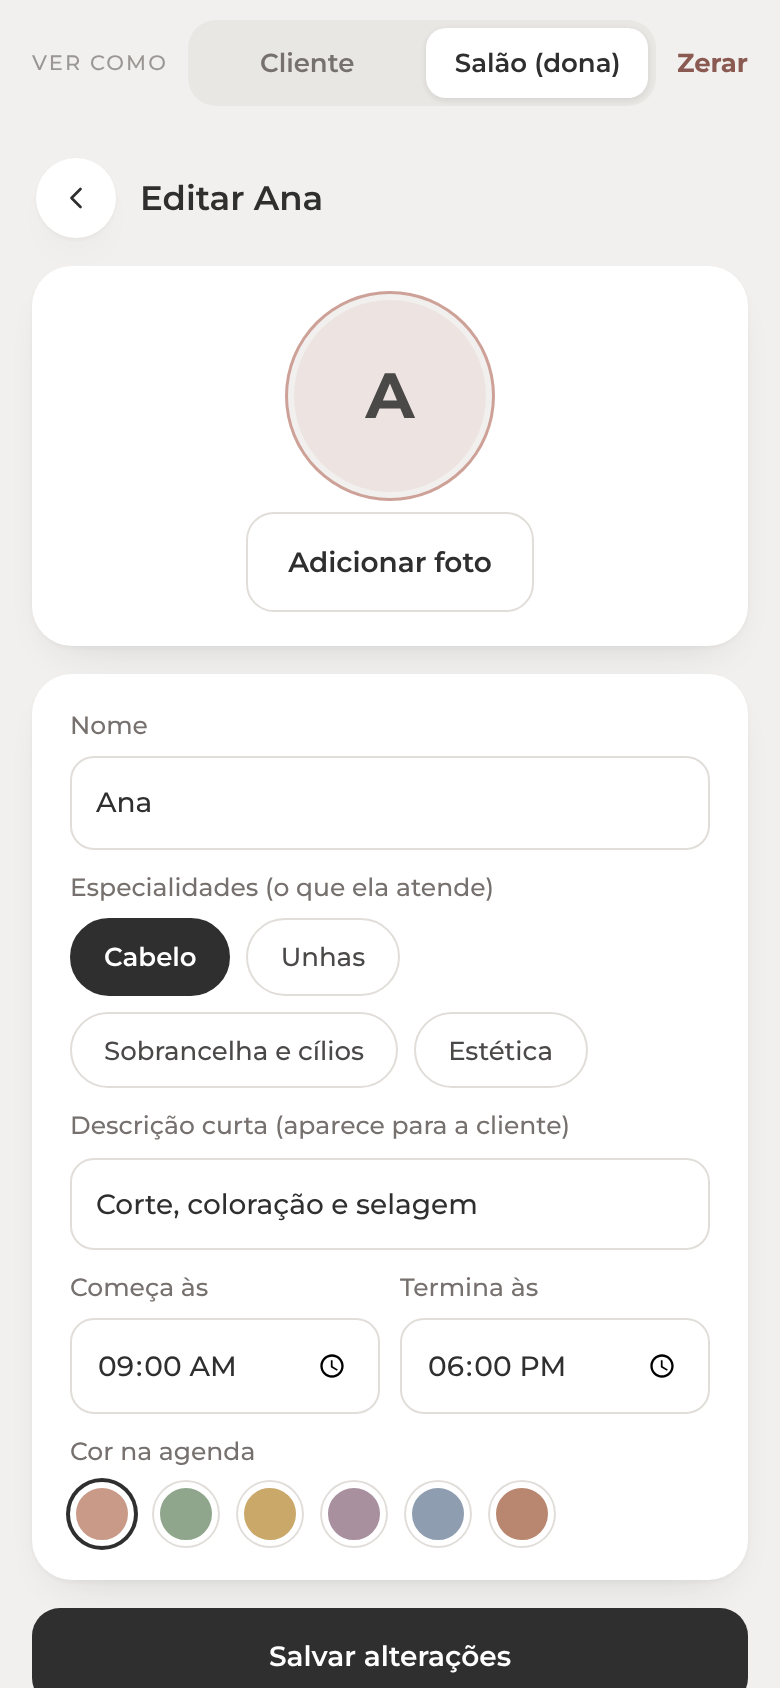 VER COMO Cliente Salão (dona) Zerar
Editar Ana
A
Adicionar foto
Nome
Ana
Especialidades (o que ela atende)
Cabelo Unhas
Sobrancelha e cílios Estética
Descrição curta (aparece para a cliente)
Corte, coloração e selagem
Começa às Termina às
09:00 AM 06:00 PM
Cor na agenda
Salvar alterações